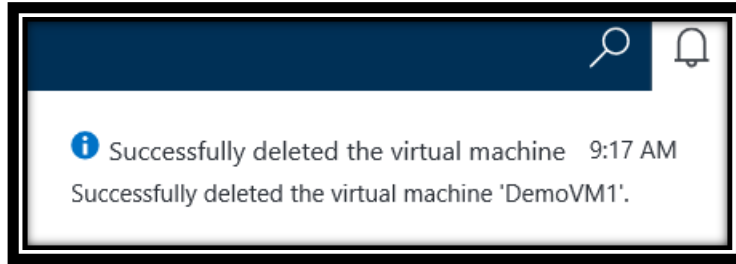 Successfully deleted the virtual machine 9:17 AM
Successfully deleted the virtual machine 'DemoVM1'.